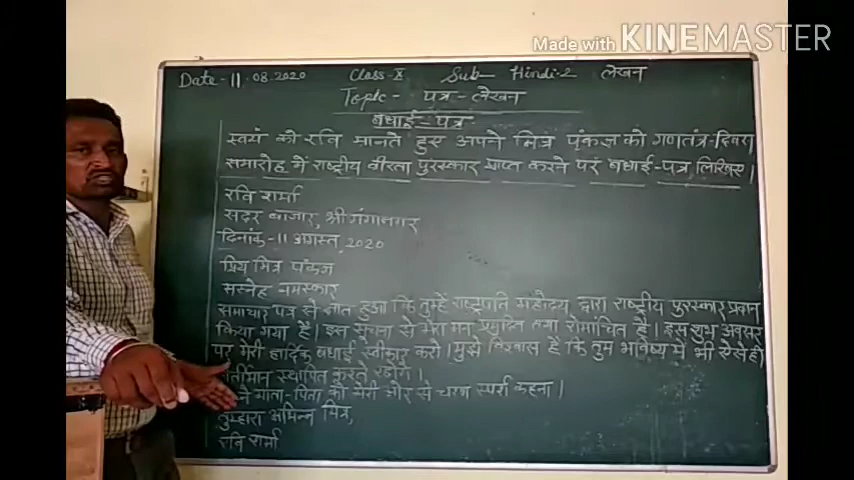 Made with KINEMASTER
Date - 11.08.2020 Class-X Sub- Hindi-2 लेखन
Topic - पत्र-लेखन
बधाई-पत्र
स्वयं को रवि मानते हुए अपने मित्र पंकज को गणतंत्र-दिवस
समारोह में राष्ट्रीय वीरता पुरस्कार प्राप्त करने पर बधाई-पत्र लिखिए।
रवि शर्मा
सदर बाजार, श्री गंगानगर
दिनांक-11 अगस्त, 2020
प्रिय मित्र पंकज
सस्नेह नमस्कार
समाचार पत्र से ज्ञात हुआ कि तुम्हें राष्ट्रपति महोदय द्वारा राष्ट्रीय पुरस्कार प्रदान
किया गया है। इस सूचना से मेरा मन प्रमुदित तथा रोमांचित है। इस शुभ अवसर
पर मेरी हार्दिक बधाई स्वीकार करो। मुझे विश्वास है कि तुम भविष्य में भी ऐसे ही
स्थापित करते रहोगे।
माता-पिता को मेरी ओर से चरण स्पर्श कहना।
तुम्हारा अभिन्न मित्र,
रवि शर्मा